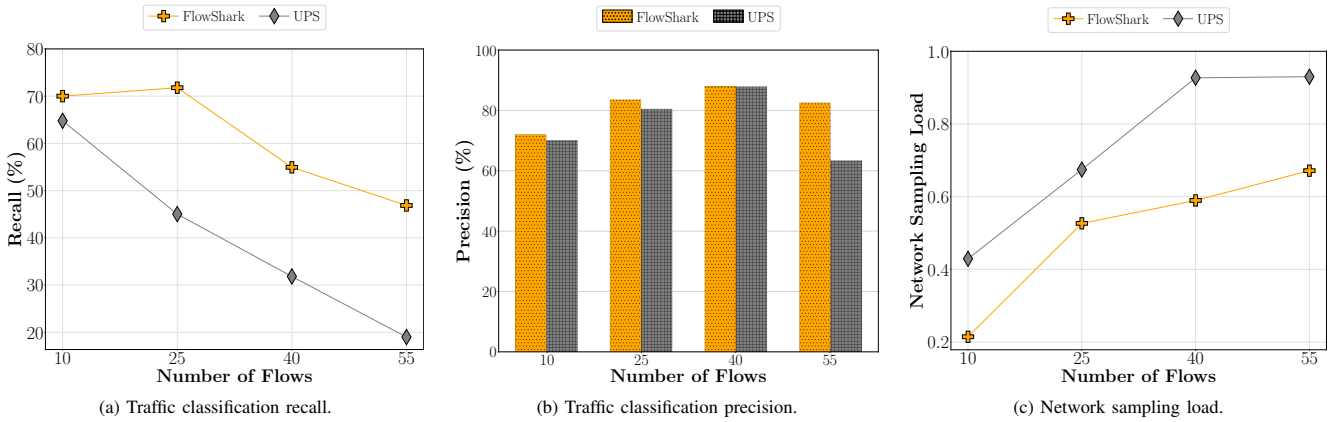 FlowShark UPS
80
70
60
50
40
30
20
Recall (%)
10 25 40 55
Number of Flows
(a) Traffic classification recall.
FlowShark UPS
100
80
60
40
20
0
Precision (%)
10 25 40 55
Number of Flows
(b) Traffic classification precision.
FlowShark UPS
1.0
0.8
0.6
0.4
0.2
Network Sampling Load
10 25 40 55
Number of Flows
(c) Network sampling load.